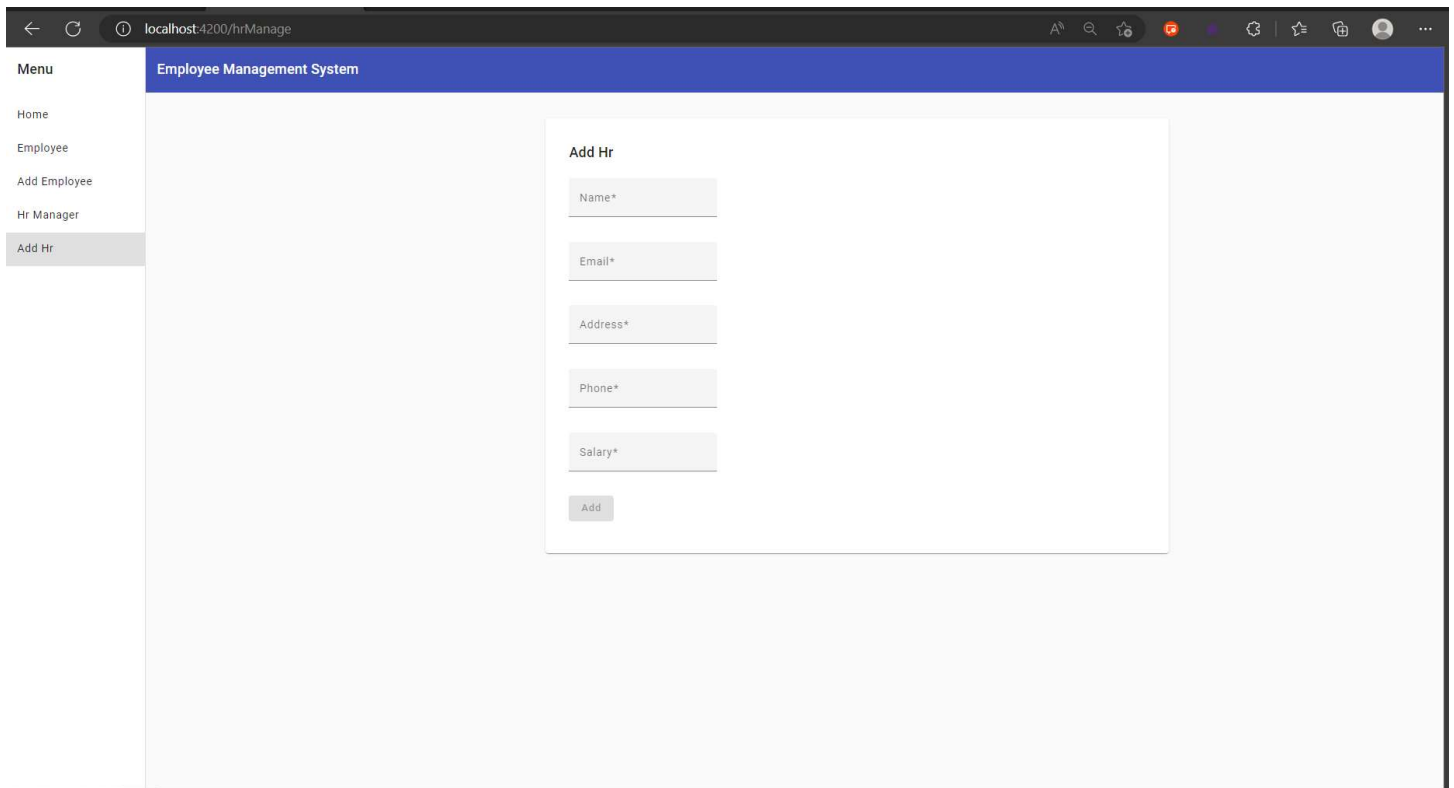 localhost:4200/hrManage
Menu
Employee Management System
Home
Employee
Add Employee
Hr Manager
Add Hr
Add Hr
Name*
Email*
Address*
Phone*
Salary*
Add